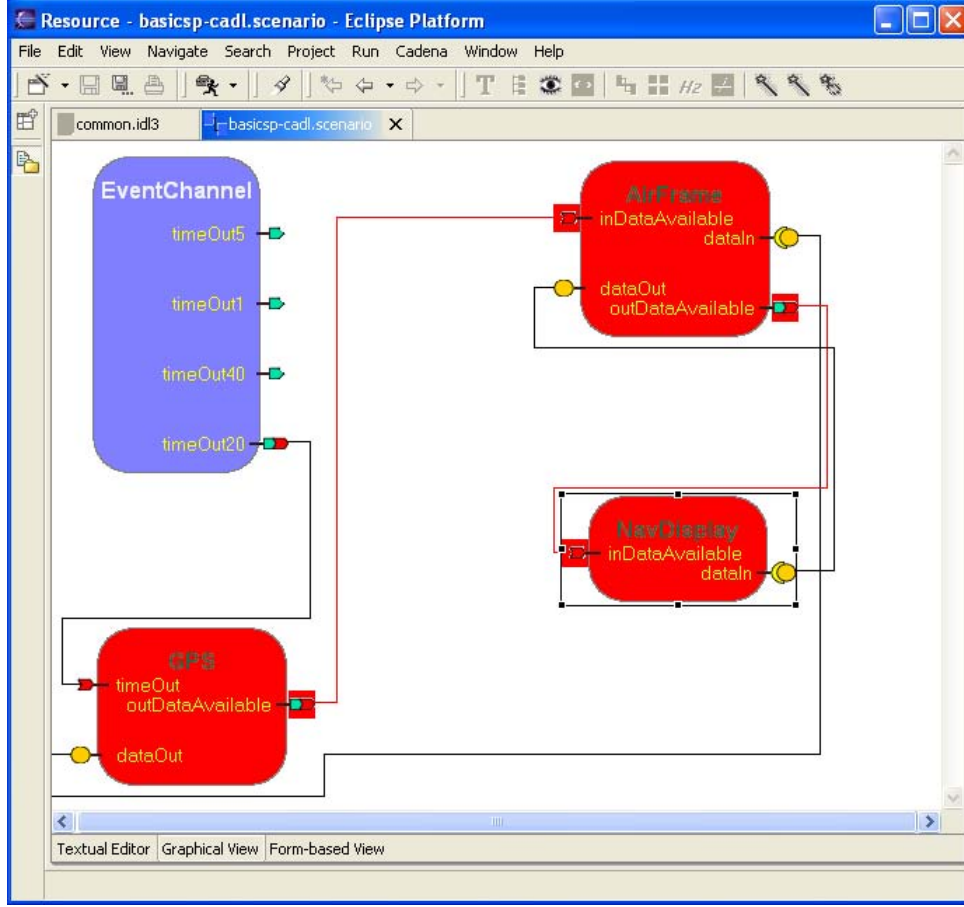 Resource - basicsp-cadl.scenario - Eclipse Platform
File Edit View Navigate Search Project Run Cadena Window Help
T H2
common.idl3 basicsp-cadl.scenario
EventChannel
timeOut5
timeOut1
timeOut40
timeOut20
AirFrame
inDataAvailable
dataIn
dataOut
outDataAvailable
NavDisplay
inDataAvailable
dataIn
GPS
timeOut
outDataAvailable
dataOut
Textual Editor Graphical View Form-based View